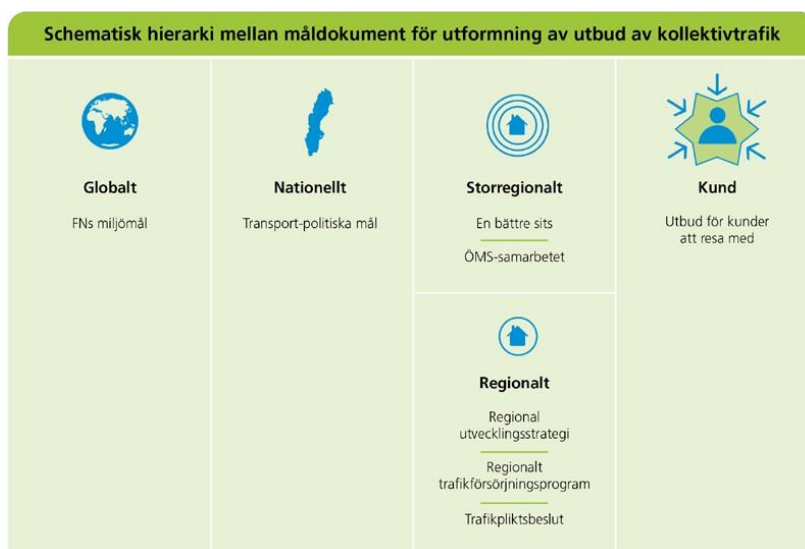 Schematisk hierarki mellan måldokument för utformning av utbud av kollektivtrafik
Globalt
FNs miljömål
Nationellt
Transport-politiska mål
Storregionalt
En bättre sits
ÖMS-samarbetet
Regionalt
Regional
utvecklingsstrategi
Regionalt
trafikförsörjningsprogram
Trafikpliktsbeslut
Kund
Utbud för kunder
att resa med